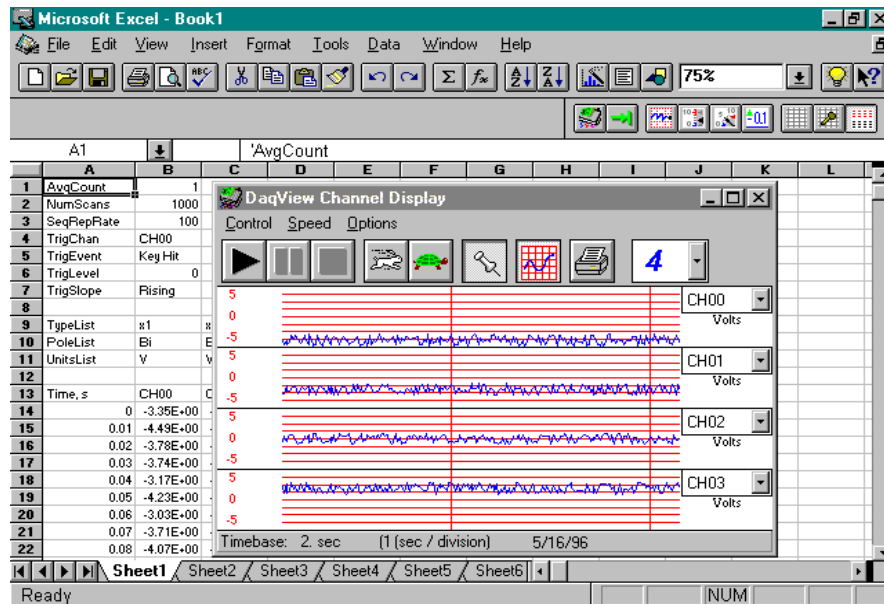 Microsoft Excel - Book1
File Edit View Insert Format Tools Data Window Help
ABC Σ fx A Z Z A 75% ?
A1 'AvgCount
A B C D E F G H I J K L
1 AvgCount 1
2 NumScans 1000
3 SeqRepRate 100
4 TrigChan CH00
5 TrigEvent Key Hit
6 TrigLevel 0
7 TrigSlope Rising
8
9 TypeList x1 x
10 PoleList Bi
11 UnitsList V
12
13 Time, s CH00
14 0 -3.35E+00
15 0.01 -4.49E+00
16 0.02 -3.78E+00
17 0.03 -3.74E+00
18 0.04 -3.17E+00
19 0.05 -4.23E+00
20 0.06 -3.03E+00
21 0.07 -3.71E+00
22 0.08 -4.07E+00
DaqView Channel Display
Control Speed Options
4
5 CH00
0 Volts
-5
5 CH01
0 Volts
-5
5 CH02
0 Volts
-5
5 CH03
0 Volts
-5
Timebase: 2. sec (1 (sec / division) 5/16/96
Sheet1 Sheet2 Sheet3 Sheet4 Sheet5 Sheet6
Ready NUM